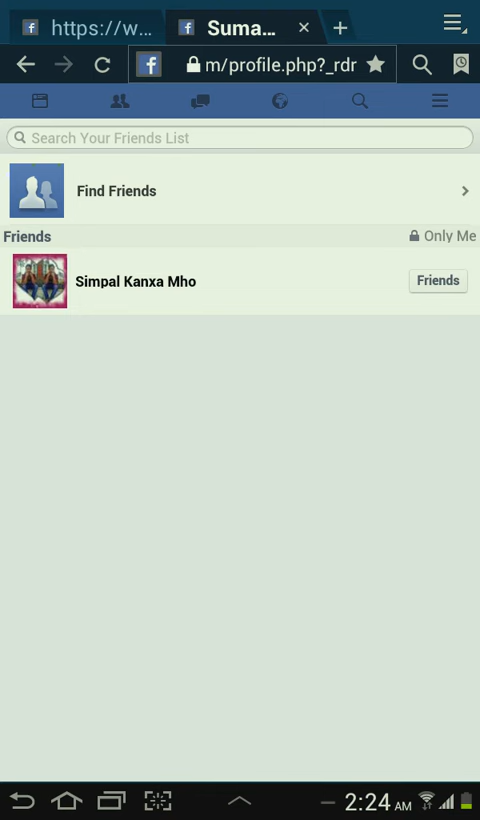 https://w...
Suma...
m/profile.php?_rdr
Search Your Friends List
Find Friends
Friends
Only Me
Simpal Kanxa Mho
Friends
2:24 AM